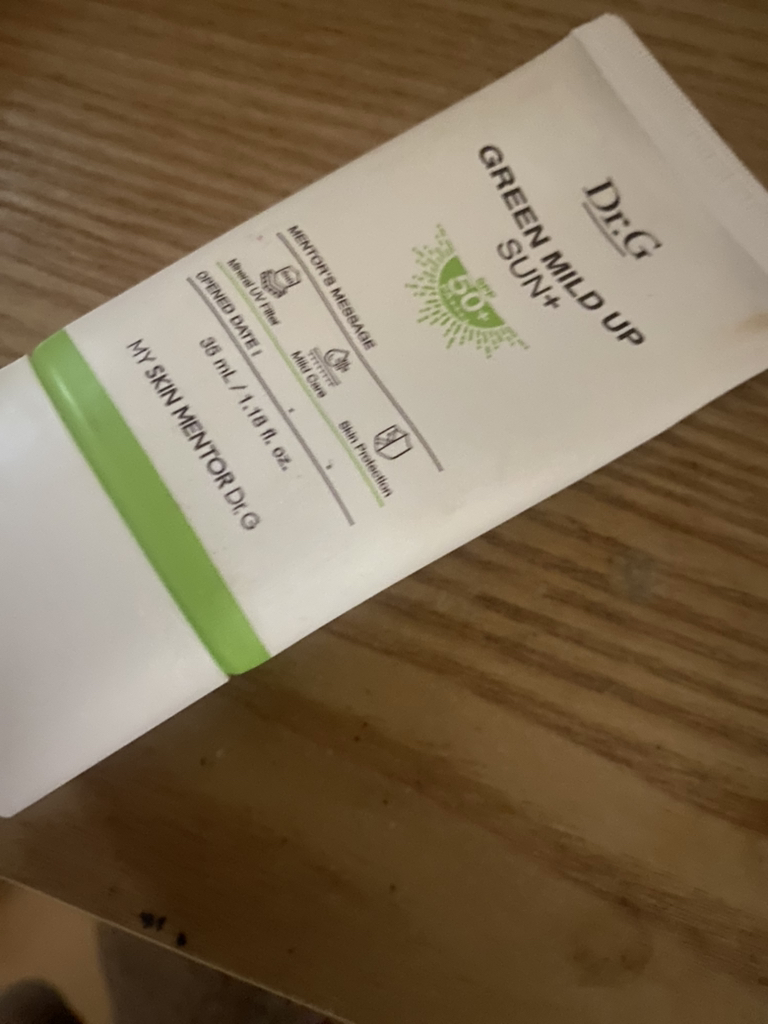 Dr.G
GREEN MILD UP
SUN+
SPF
50+
MENTOR'S MESSAGE
Mineral UV Filter
Mild Care
Skin Protection
OPENED DATE |
35 mL / 1.18 fl. oz.
MY SKIN MENTOR Dr.G